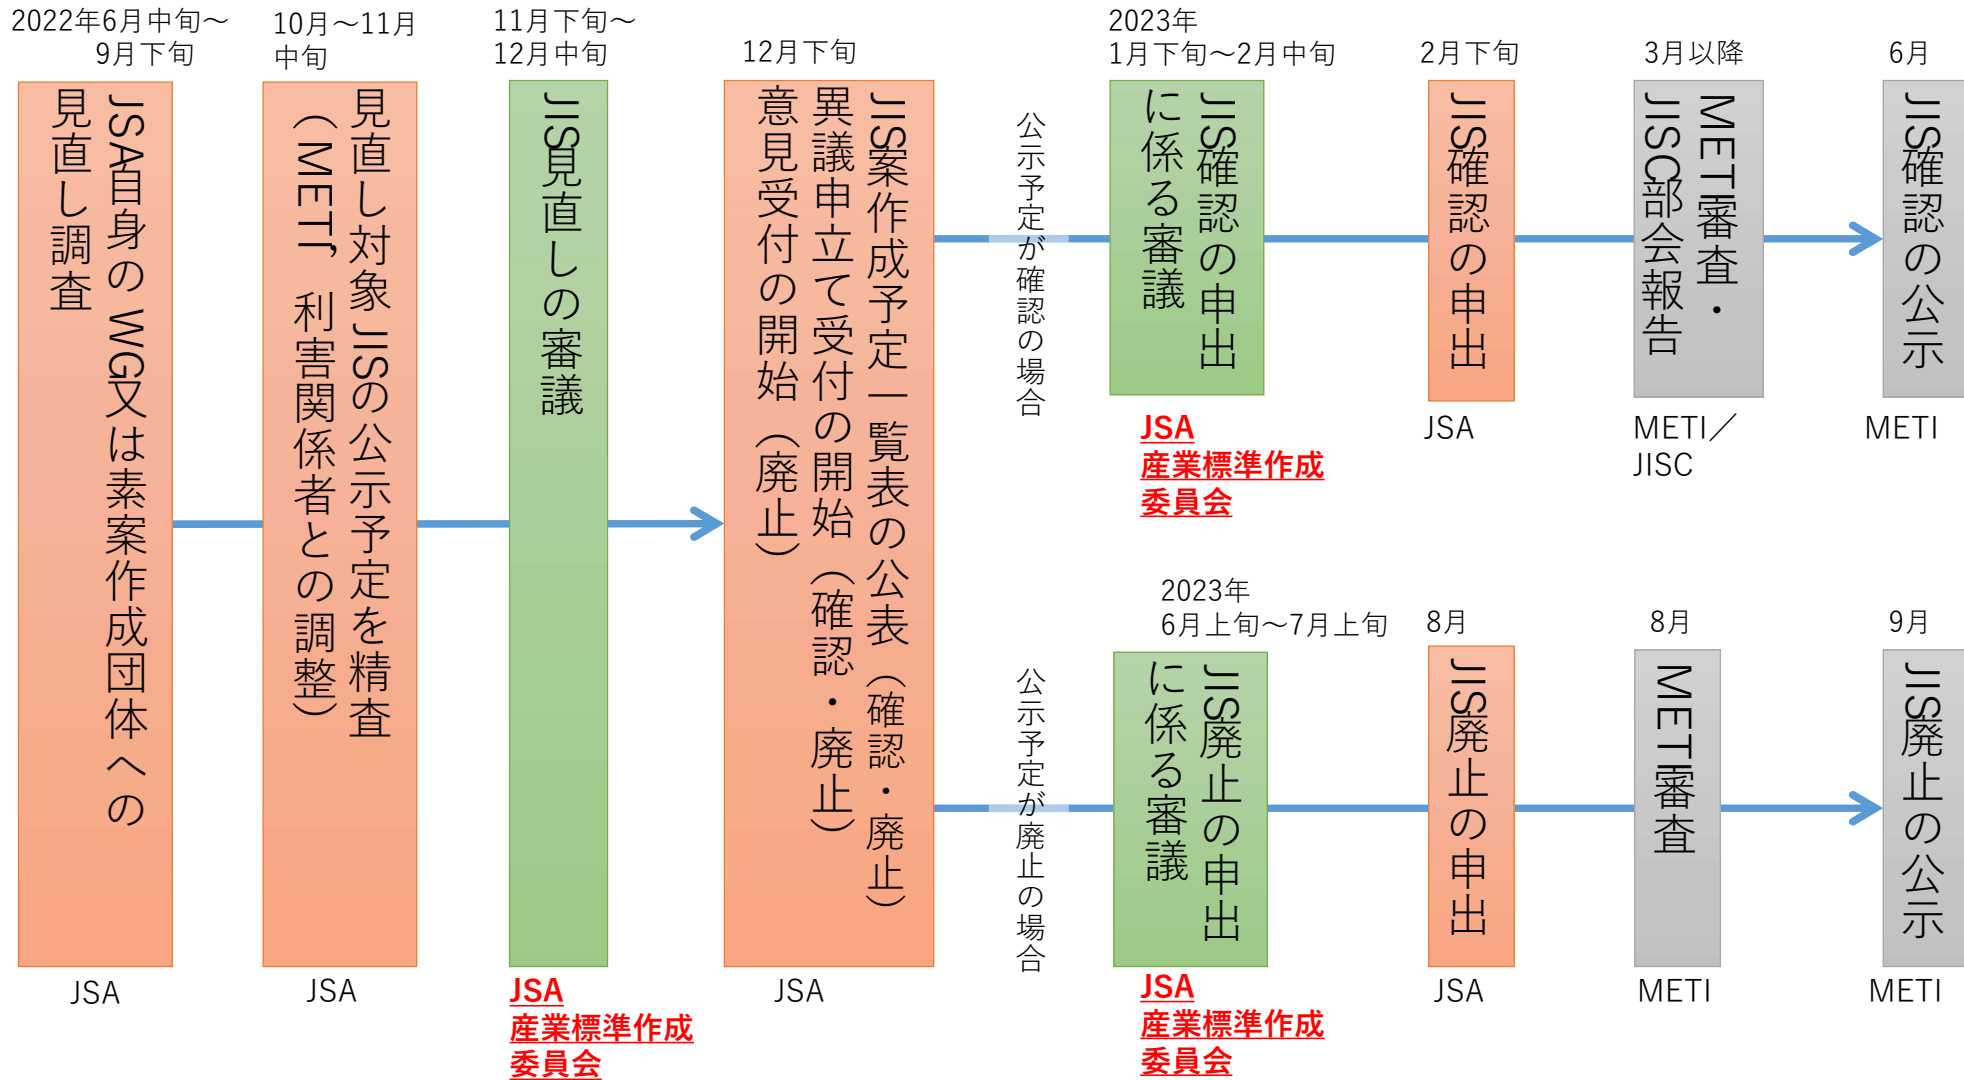 2022年6月中旬～
9月下旬
JSA自身のWG又は素案作成団体への
見直し調査
JSA
10月～11月
中旬
見直し対象JISの公示予定を精査
（METI，利害関係者との調整）
JSA
11月下旬～
12月中旬
JIS見直しの審議
JSA
産業標準作成
委員会
12月下旬
JIS案作成予定一覧表の公表（確認・廃止）
異議申立て受付の開始（確認・廃止）
意見受付の開始（廃止）
JSA
公示予定が確認の場合
2023年
1月下旬～2月中旬
JIS確認の申出
に係る審議
JSA
産業標準作成
委員会
2月下旬
JIS確認の申出
JSA
3月以降
METI審査・
JISC部会報告
METI／
JISC
6月
JIS確認の公示
METI
公示予定が廃止の場合
2023年
6月上旬～7月上旬
JIS廃止の申出
に係る審議
JSA
産業標準作成
委員会
8月
JIS廃止の申出
JSA
8月
METI審査
METI
9月
JIS廃止の公示
METI